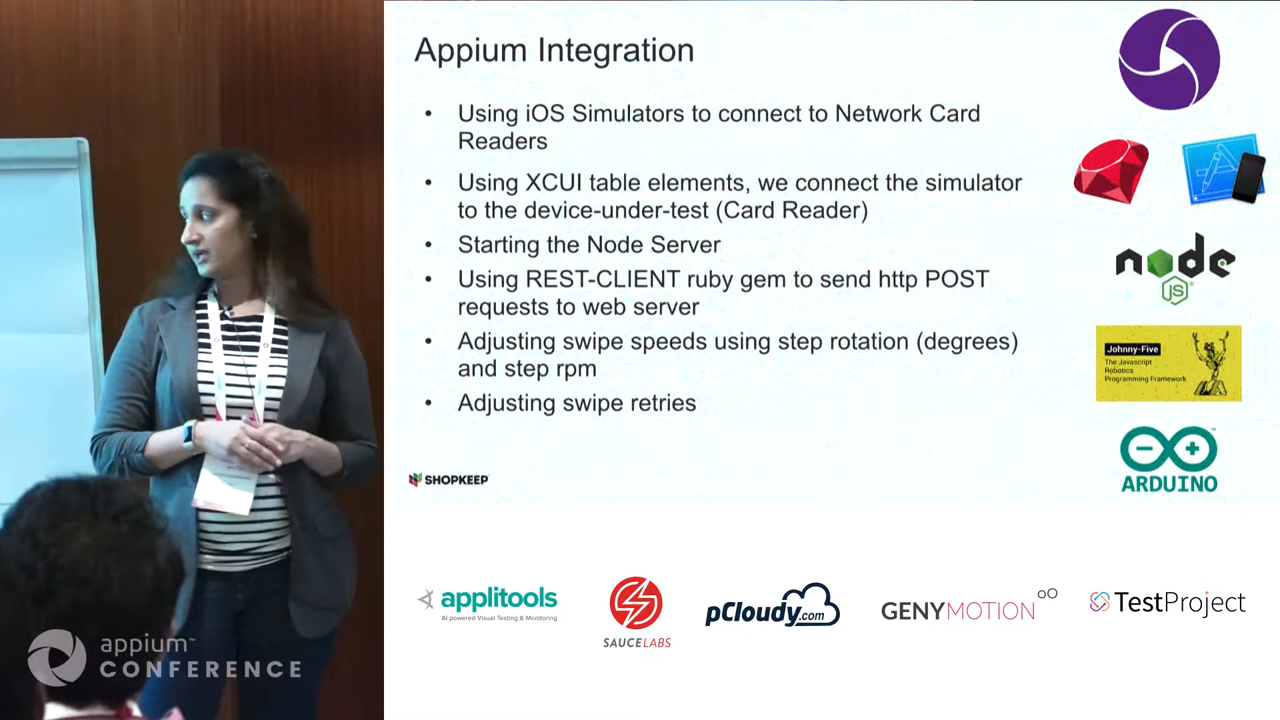 Appium Integration
• Using iOS Simulators to connect to Network Card
Readers
• Using XCUI table elements, we connect the simulator
to the device-under-test (Card Reader)
• Starting the Node Server
• Using REST-CLIENT ruby gem to send http POST
requests to web server
• Adjusting swipe speeds using step rotation (degrees)
and step rpm
• Adjusting swipe retries
node
JS
Johnny-Five
The Javascript
Robotics
Programming Framework
ARDUINO
SHOPKEEP
applitools
AI powered Visual Testing & Monitoring
SAUCELABS
pCloudy.com
GENYMOTION
TestProject
appium™
CONFERENCE